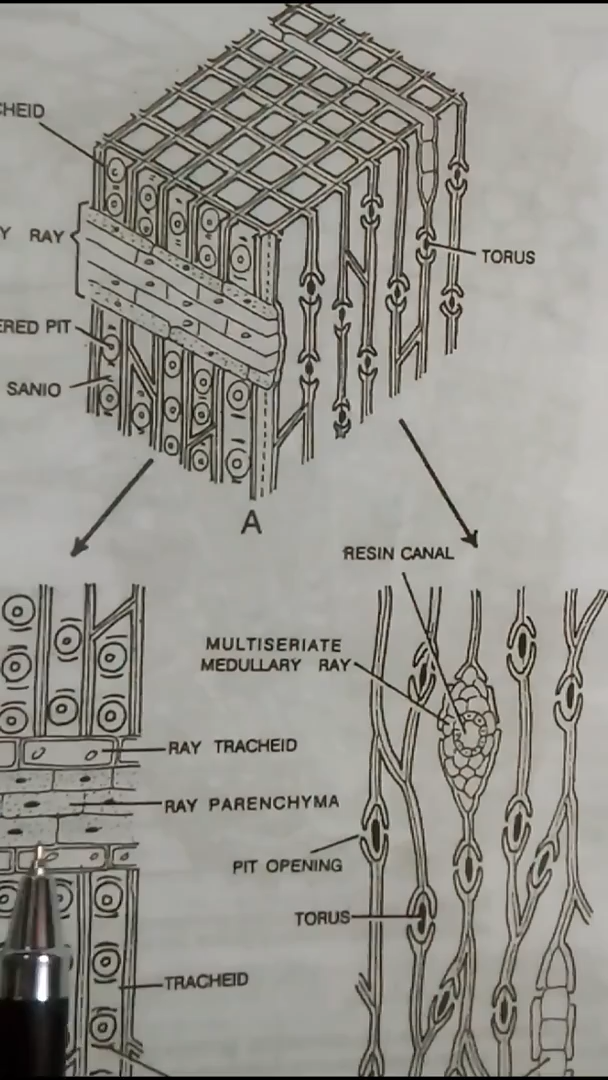 CHEID
TORUS
Y RAY
ERED PIT
SANIO
A
RESIN CANAL
MULTISERIATE
MEDULLARY RAY
RAY TRACHEID
RAY PARENCHYMA
PIT OPENING
TORUS
TRACHEID